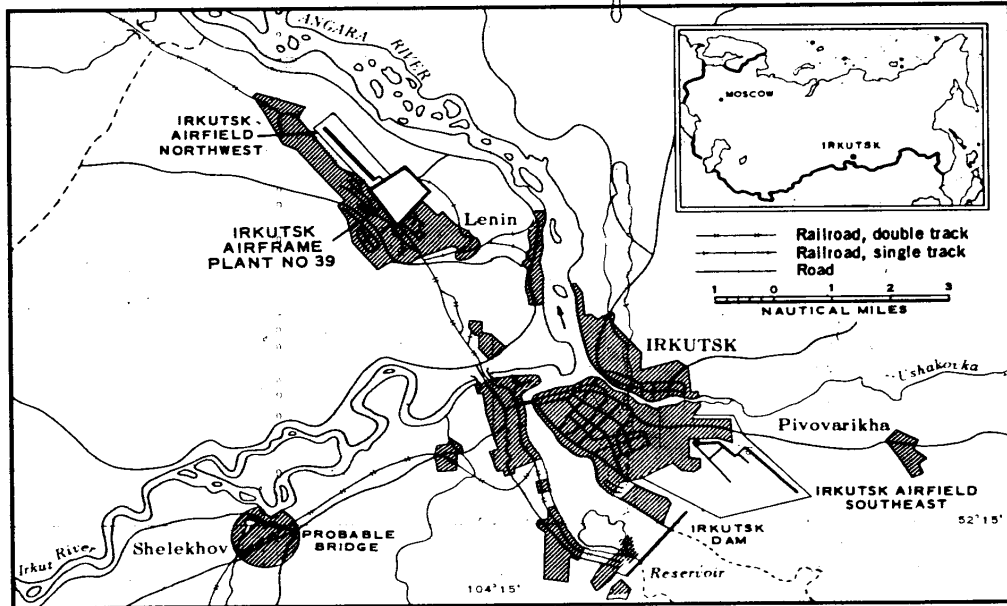 ANGARA
RIVER
MOSCOW
IRKUTSK
IRKUTSK
AIRFIELD
NORTHWEST
Lenin
IRKUTSK
AIRFRAME
PLANT NO 39
Railroad, double track
Railroad, single track
Road
1 0 1 2 3
NAUTICAL MILES
IRKUTSK
Ushakovka
Pivovarikha
IRKUTSK AIRFIELD
SOUTHEAST
52°15'
IRKUTSK
DAM
PROBABLE
BRIDGE
Shelekhov
Irkut River
Reservoir
104°15'